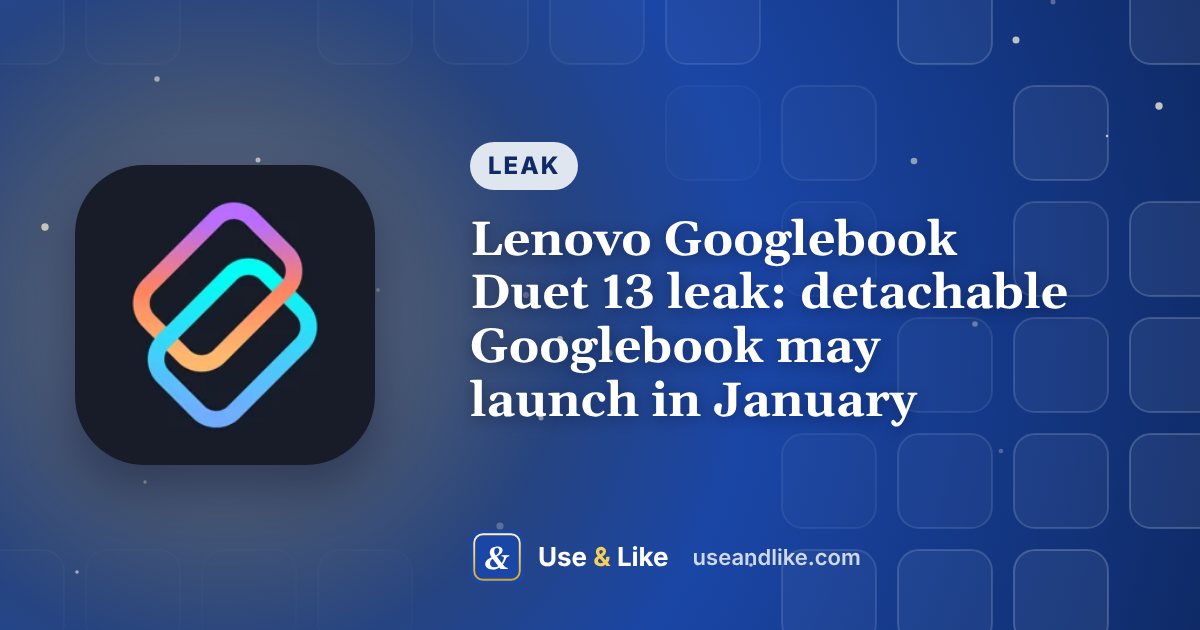 LEAK
Lenovo Googlebook
Duet 13 leak: detachable
Googlebook may
launch in January
& Use & Like useandlike.com